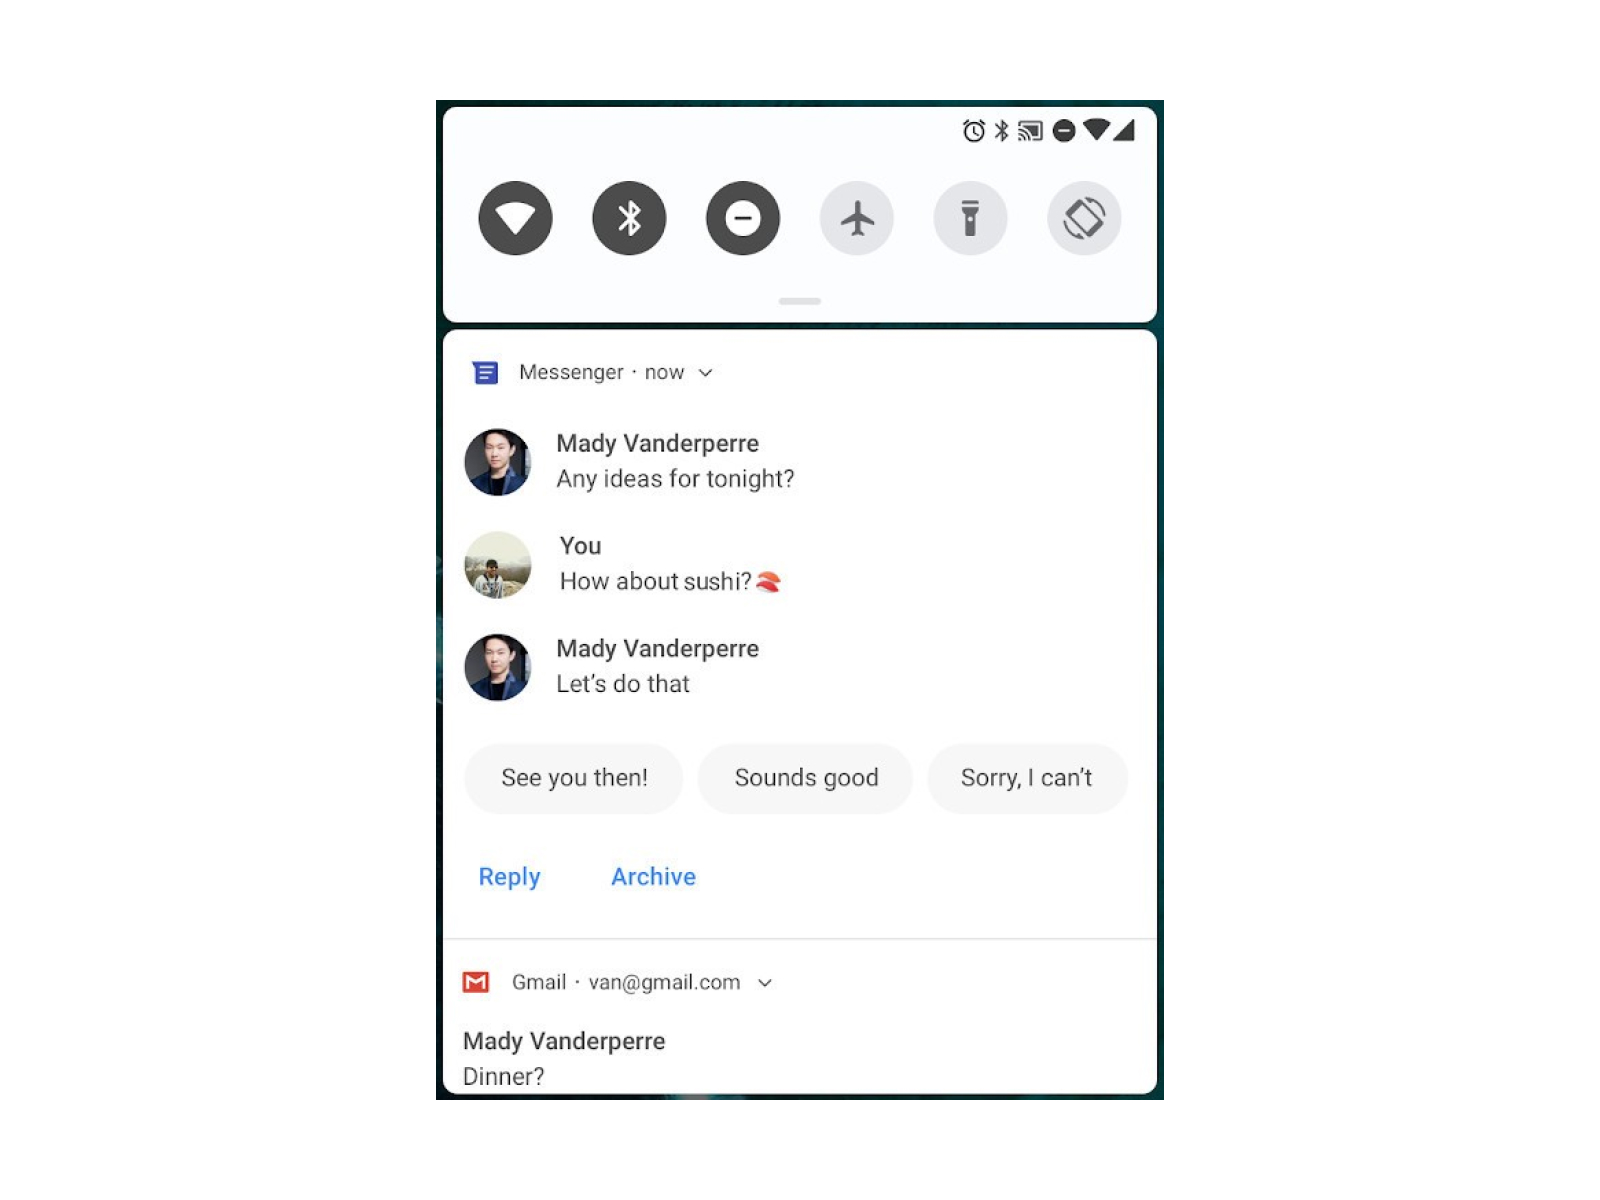 Messenger · now
Mady Vanderperre
Any ideas for tonight?
You
How about sushi?🍣
Mady Vanderperre
Let’s do that
See you then! Sounds good Sorry, I can’t
Reply Archive
Gmail · van@gmail.com
Mady Vanderperre
Dinner?